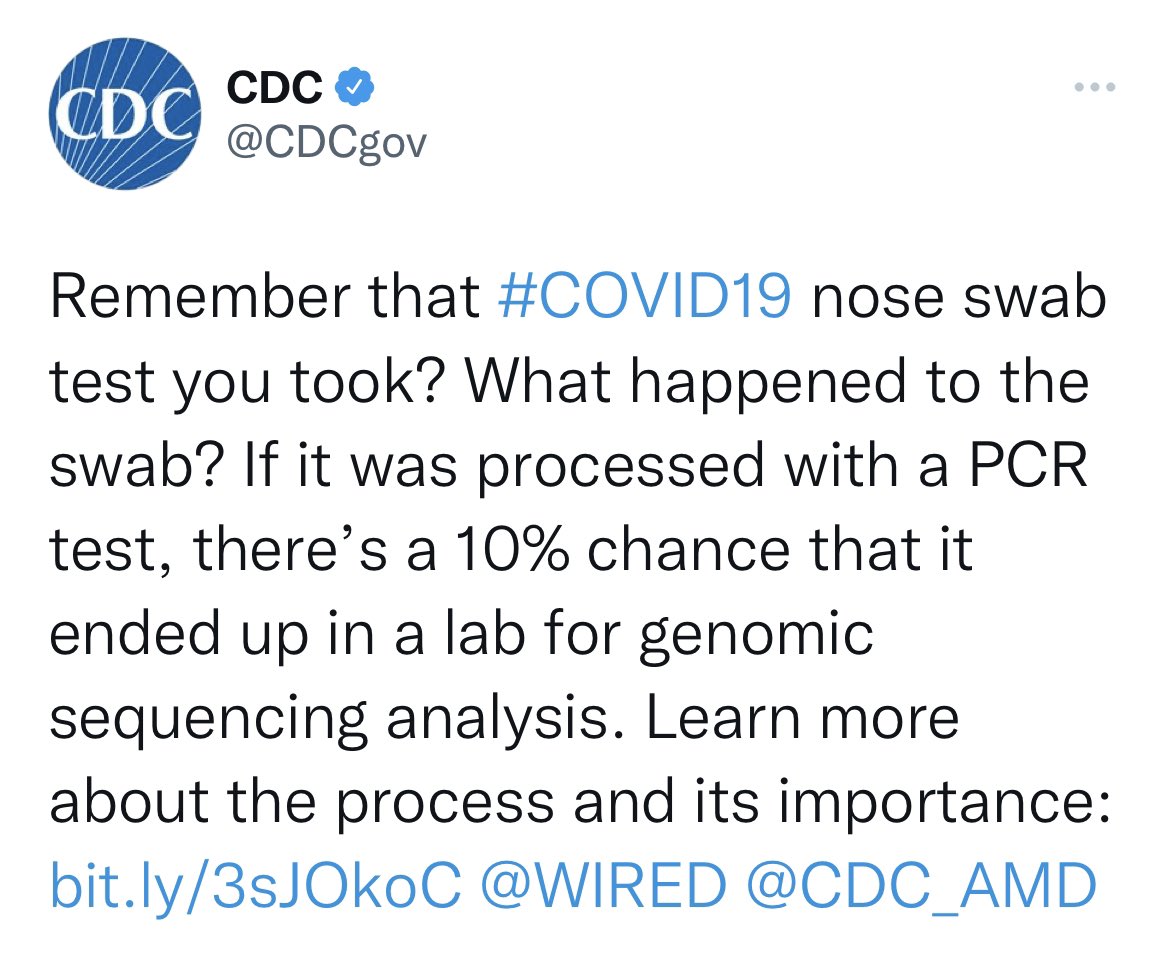 CDC
CDC
@CDCgov
Remember that #COVID19 nose swab
test you took? What happened to the
swab? If it was processed with a PCR
test, there’s a 10% chance that it
ended up in a lab for genomic
sequencing analysis. Learn more
about the process and its importance:
bit.ly/3sJOkoC @WIRED @CDC_AMD